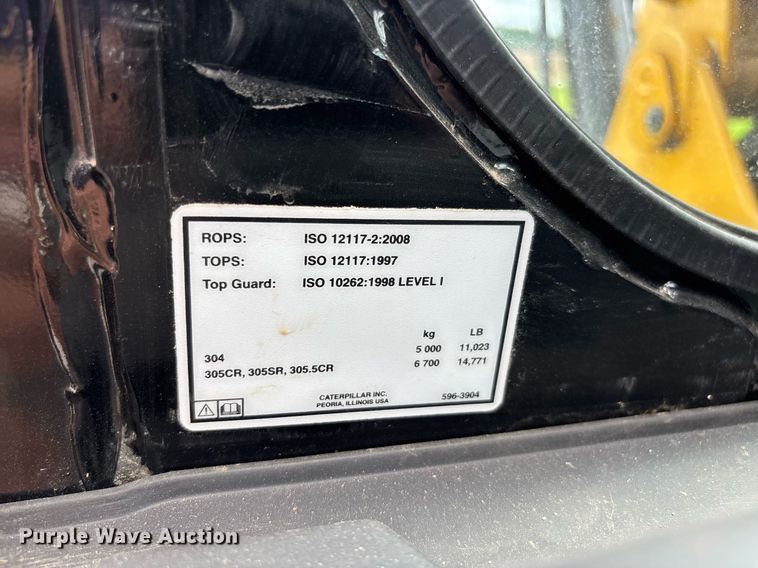 ROPS: ISO 12117-2:2008
TOPS: ISO 12117:1997
Top Guard: ISO 10262:1998 LEVEL I
kg LB
304 5 000 11,023
305CR, 305SR, 305.5CR 6 700 14,771
CATERPILLAR INC.
PEORIA, ILLINOIS USA 596-3904
Purple Wave Auction